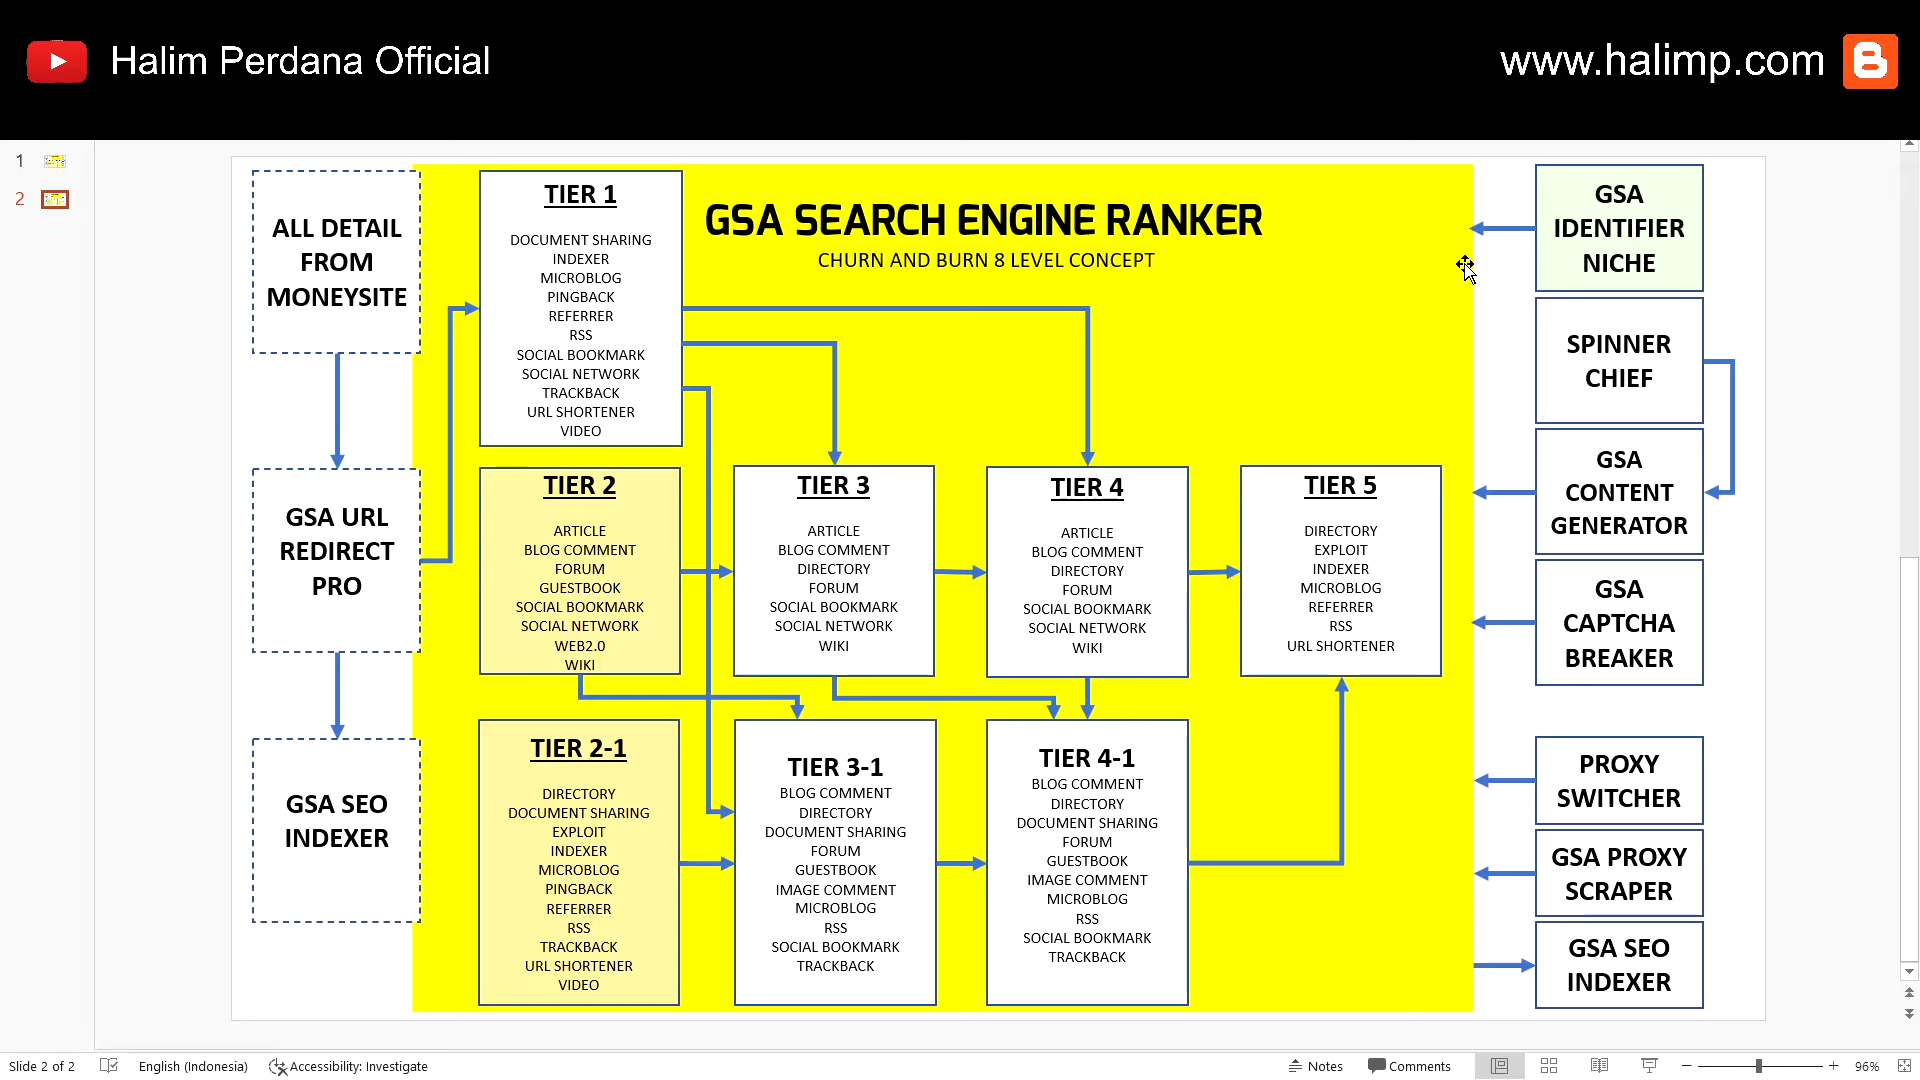 Halim Perdana Official
www.halimp.com
1
2
ALL DETAIL
FROM
MONEYSITE
GSA URL
REDIRECT
PRO
GSA SEO
INDEXER
TIER 1
DOCUMENT SHARING
INDEXER
MICROBLOG
PINGBACK
REFERRER
RSS
SOCIAL BOOKMARK
SOCIAL NETWORK
TRACKBACK
URL SHORTENER
VIDEO
GSA SEARCH ENGINE RANKER
CHURN AND BURN 8 LEVEL CONCEPT
TIER 2
ARTICLE
BLOG COMMENT
FORUM
GUESTBOOK
SOCIAL BOOKMARK
SOCIAL NETWORK
WEB2.0
WIKI
TIER 3
ARTICLE
BLOG COMMENT
DIRECTORY
FORUM
SOCIAL BOOKMARK
SOCIAL NETWORK
WIKI
TIER 4
ARTICLE
BLOG COMMENT
DIRECTORY
FORUM
SOCIAL BOOKMARK
SOCIAL NETWORK
WIKI
TIER 5
DIRECTORY
EXPLOIT
INDEXER
MICROBLOG
REFERRER
RSS
URL SHORTENER
TIER 2-1
DIRECTORY
DOCUMENT SHARING
EXPLOIT
INDEXER
MICROBLOG
PINGBACK
REFERRER
RSS
TRACKBACK
URL SHORTENER
VIDEO
TIER 3-1
BLOG COMMENT
DIRECTORY
DOCUMENT SHARING
FORUM
GUESTBOOK
IMAGE COMMENT
MICROBLOG
RSS
SOCIAL BOOKMARK
TRACKBACK
TIER 4-1
BLOG COMMENT
DIRECTORY
DOCUMENT SHARING
FORUM
GUESTBOOK
IMAGE COMMENT
MICROBLOG
RSS
SOCIAL BOOKMARK
TRACKBACK
GSA
IDENTIFIER
NICHE
SPINNER
CHIEF
GSA
CONTENT
GENERATOR
GSA
CAPTCHA
BREAKER
PROXY
SWITCHER
GSA PROXY
SCRAPER
GSA SEO
INDEXER
Slide 2 of 2
English (Indonesia)
Accessibility: Investigate
Notes
Comments
96%